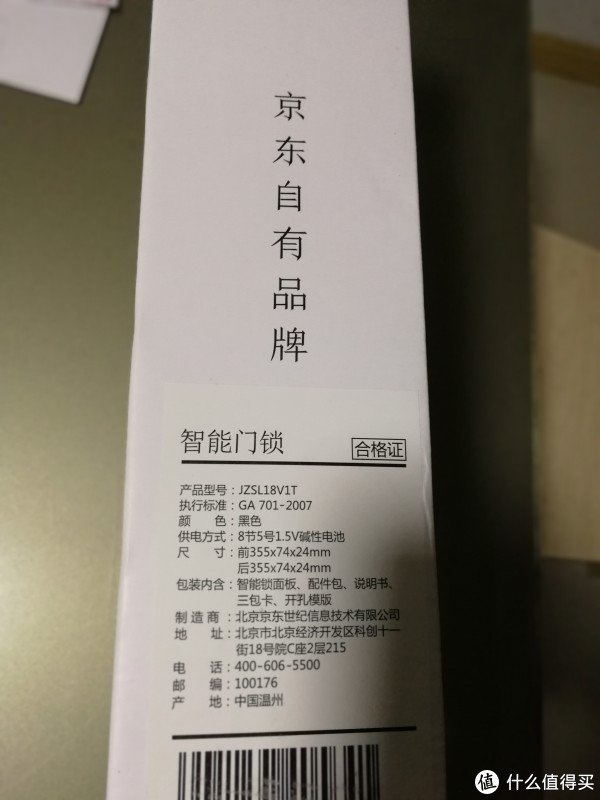 京东自有品牌
智能门锁
合格证
产品型号：JZSL18V1T
执行标准：GA 701-2007
颜 色：黑色
供电方式：8节5号1.5V碱性电池
尺 寸：前355x74x24mm
后355x74x24mm
包装内含：智能锁面板、配件包、说明书、
三包卡、开孔模版
制 造 商：北京京东世纪信息技术有限公司
地 址：北京市北京经济开发区科创十一
街18号院C座2层215
电 话：400-606-5500
邮 编：100176
产 地：中国温州
值 什么值得买